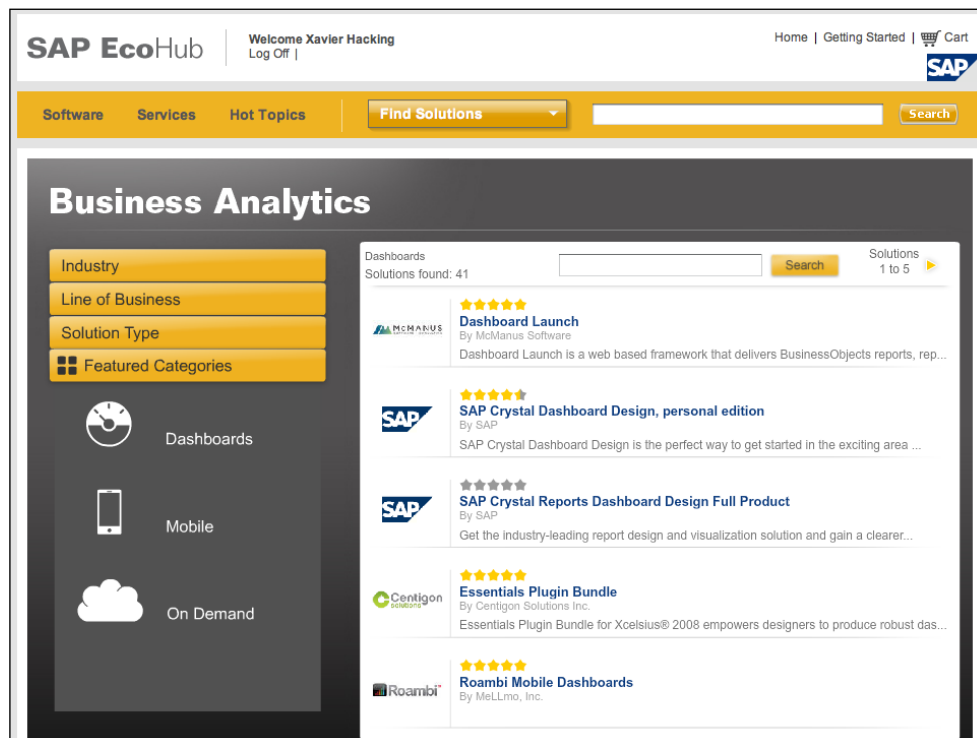 SAP EcoHub
Welcome Xavier Hacking
Log Off |
Home | Getting Started | Cart
SAP
Software Services Hot Topics Find Solutions Search
Business Analytics
Industry
Line of Business
Solution Type
Featured Categories
Dashboards
Mobile
On Demand
Dashboards
Solutions found: 41
Search
Solutions
1 to 5
McMANUS
Dashboard Launch
By McManus Software
Dashboard Launch is a web based framework that delivers BusinessObjects reports, rep...
SAP
SAP Crystal Dashboard Design, personal edition
By SAP
SAP Crystal Dashboard Design is the perfect way to get started in the exciting area ...
SAP
SAP Crystal Reports Dashboard Design Full Product
By SAP
Get the industry-leading report design and visualization solution and gain a clearer...
Centigon
solutions
Essentials Plugin Bundle
By Centigon Solutions Inc.
Essentials Plugin Bundle for Xcelsius® 2008 empowers designers to produce robust das...
Roambi
Roambi Mobile Dashboards
By MeLLmo, Inc.